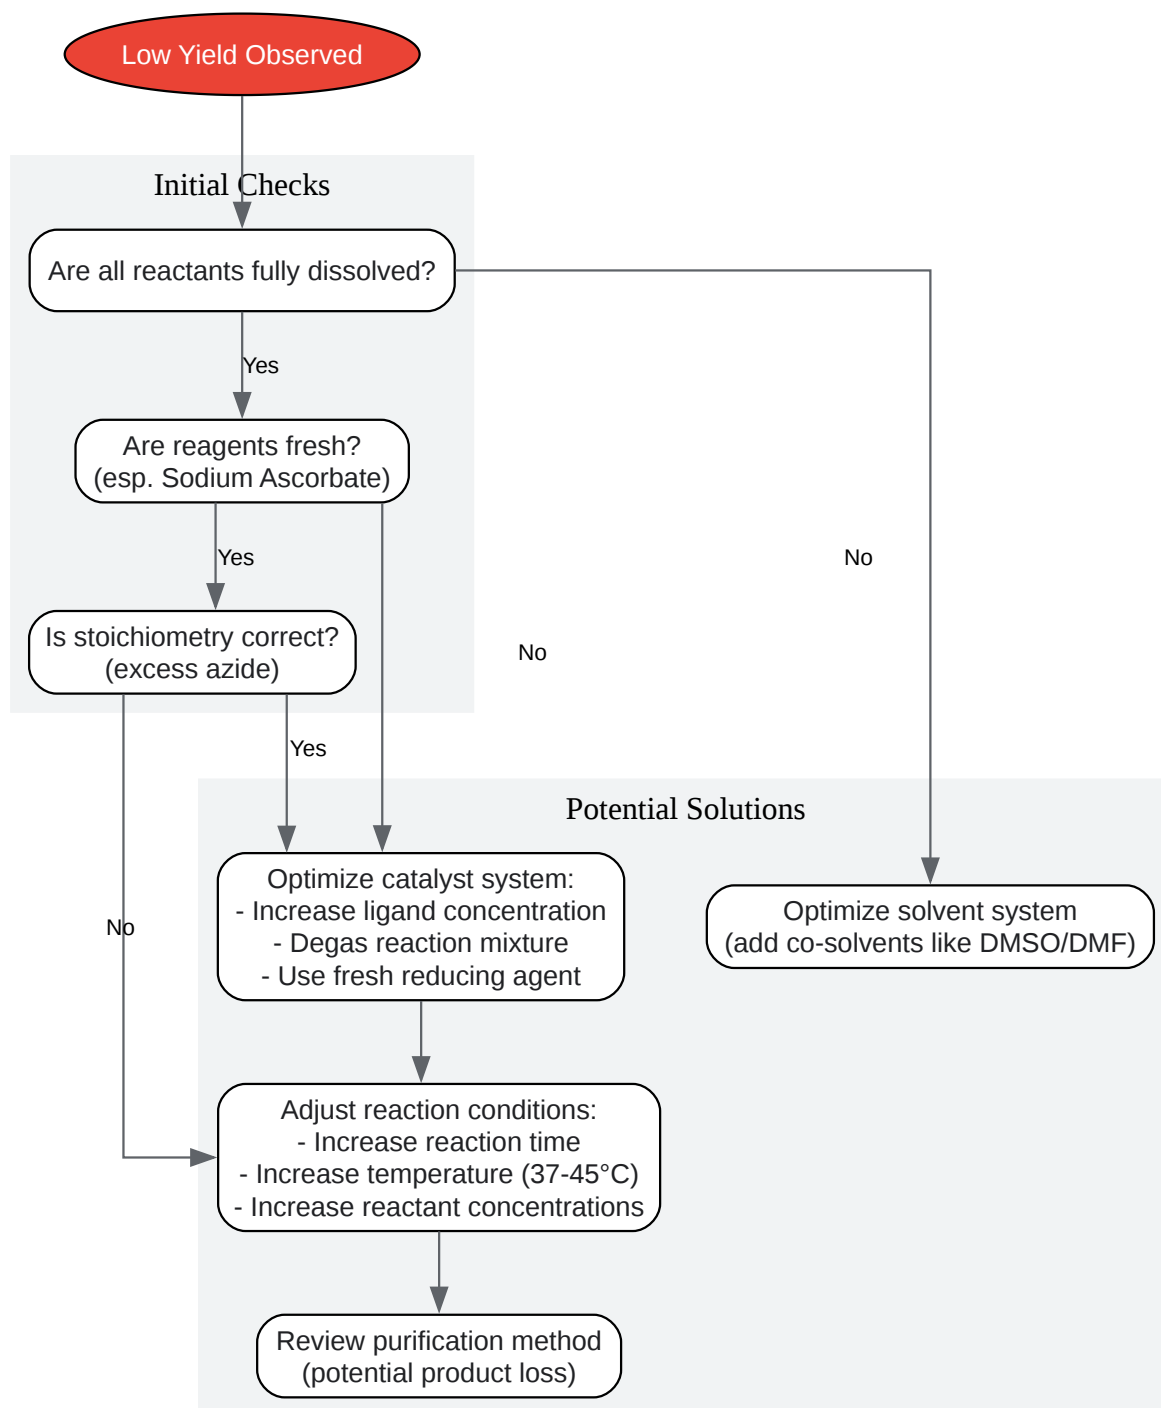 Low Yield Observed
Initial Checks
Are all reactants fully dissolved?
Yes
Are reagents fresh?
(esp. Sodium Ascorbate)
Yes
No
Is stoichiometry correct?
(excess azide)
No
Yes
Potential Solutions
Optimize catalyst system:
- Increase ligand concentration
- Degas reaction mixture
- Use fresh reducing agent
Optimize solvent system
(add co-solvents like DMSO/DMF)
No
Adjust reaction conditions:
- Increase reaction time
- Increase temperature (37-45°C)
- Increase reactant concentrations
Review purification method
(potential product loss)